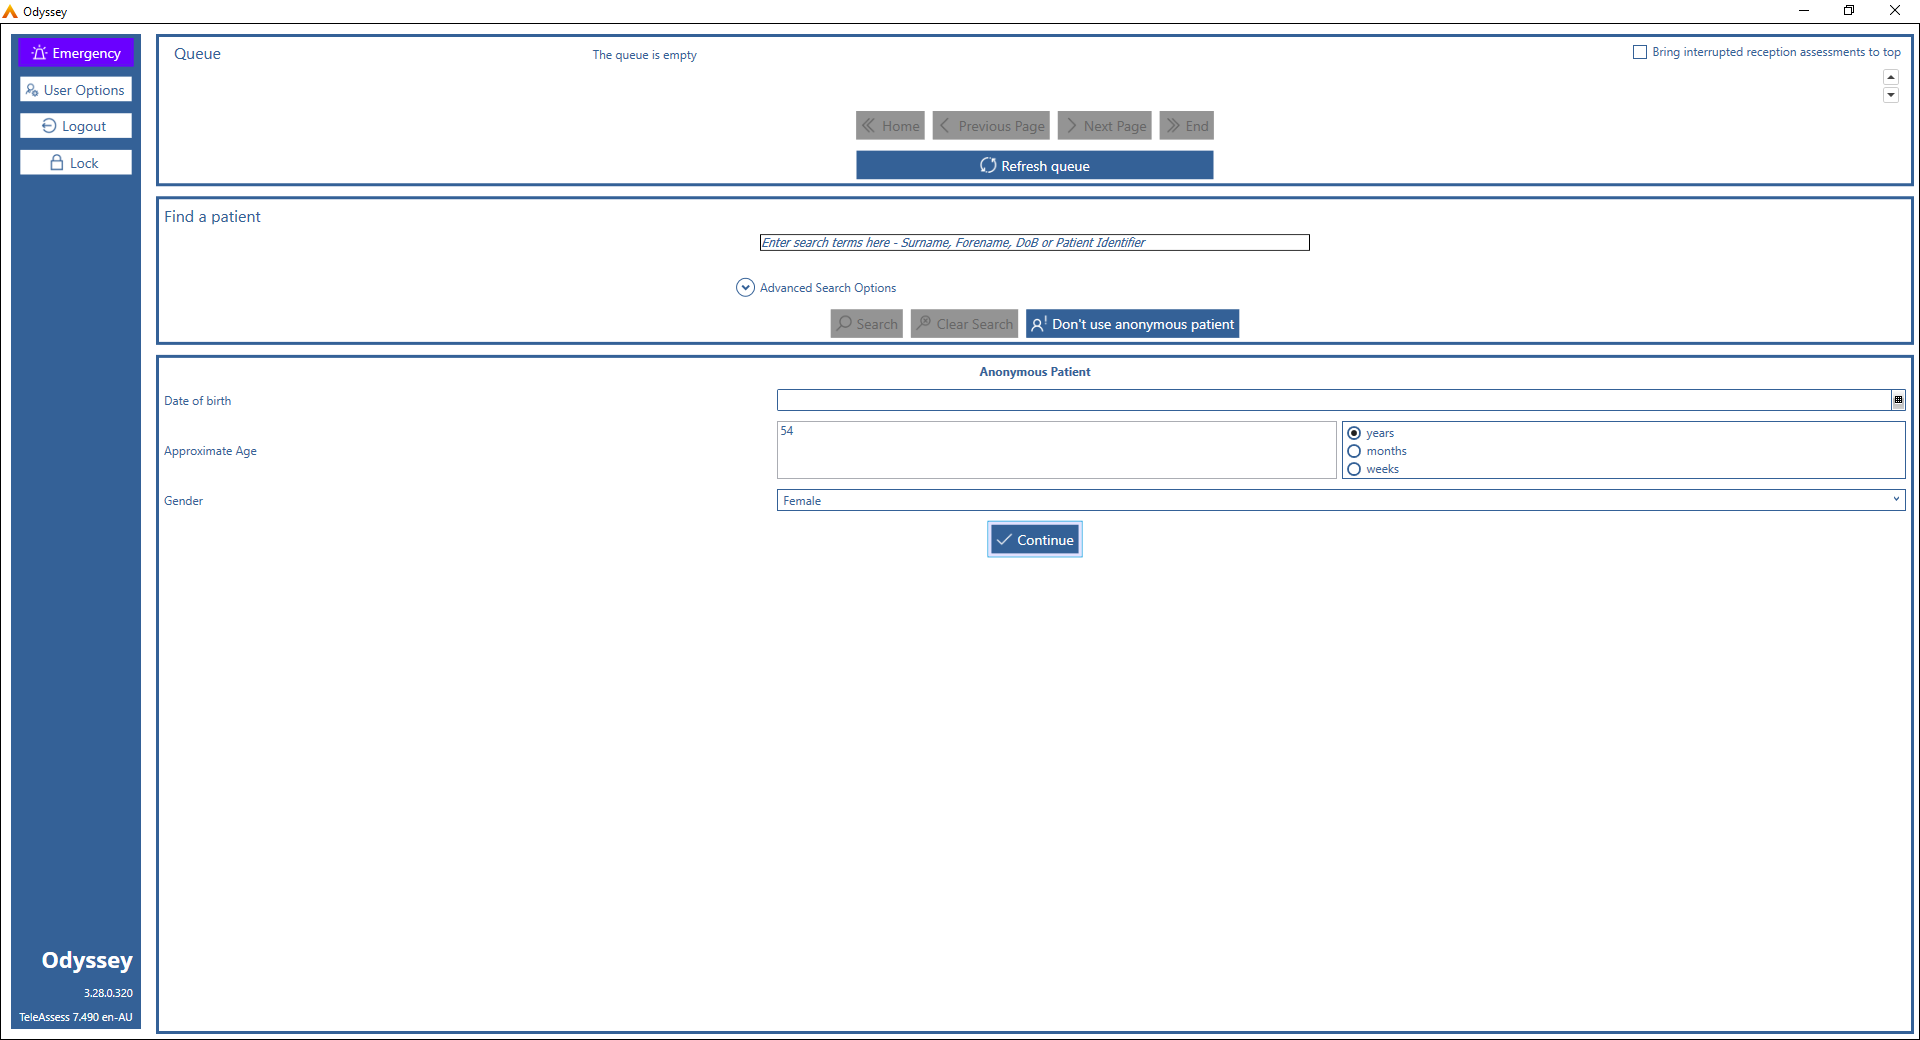 Odyssey
Emergency
User Options
Logout
Lock
Queue
The queue is empty
Bring interrupted reception assessments to top
Home
Previous Page
Next Page
End
Refresh queue
Find a patient
Enter search terms here - Surname, Forename, DoB or Patient Identifier
Advanced Search Options
Search
Clear Search
Don't use anonymous patient
Anonymous Patient
Date of birth
Approximate Age
54
years
months
weeks
Gender
Female
Continue
Odyssey
3.28.0.320
TeleAssess 7.490 en-AU